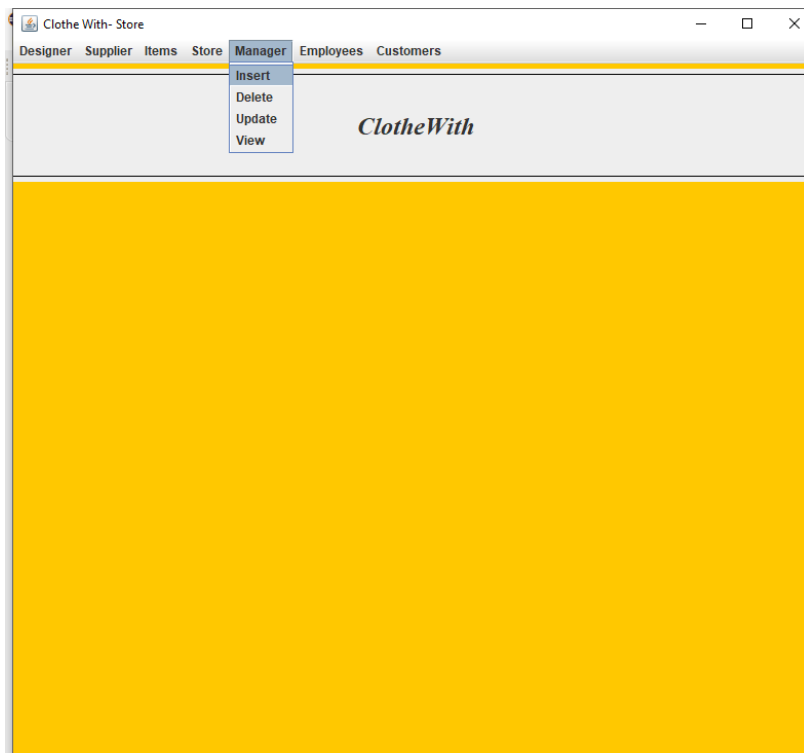 Clothe With- Store
Designer Supplier Items Store Manager Employees Customers
Insert
Delete
Update
View
ClotheWith